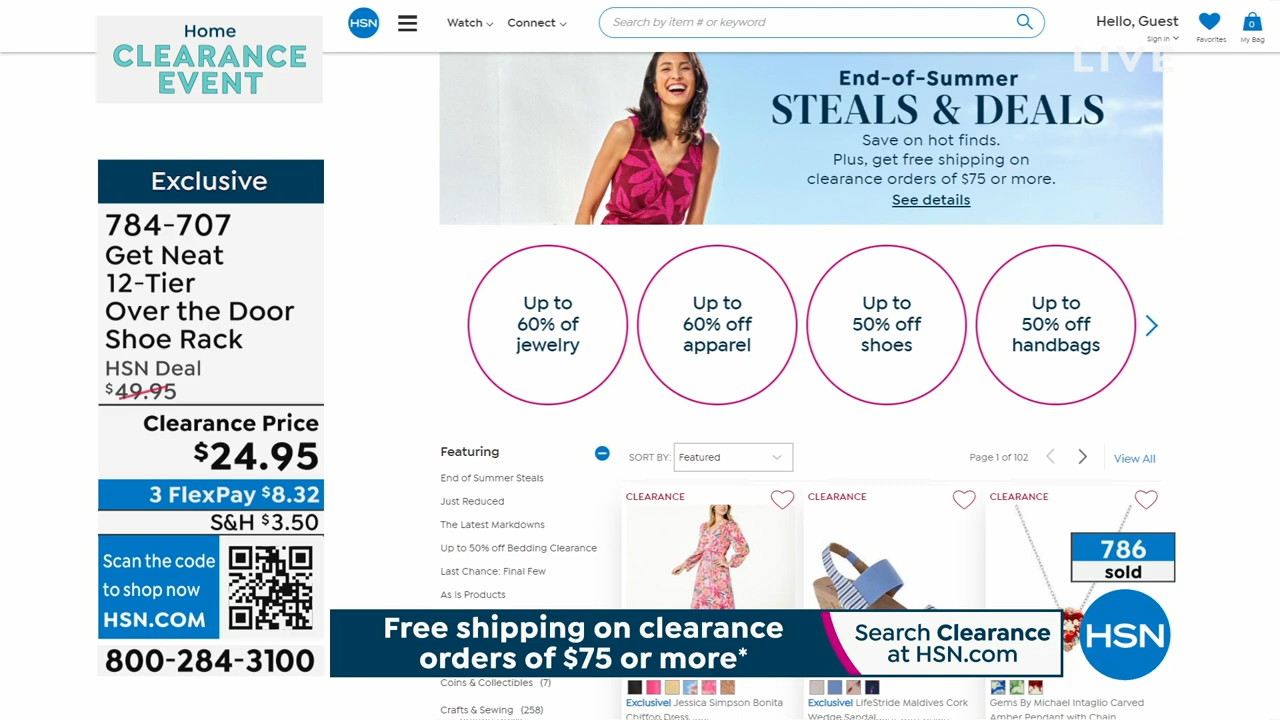 Home
CLEARANCE
EVENT
HSN
Watch
Connect
Search by item # or keyword
Hello, Guest
Sign in
Favorites
0
My Bag
LIVE
End-of-Summer
STEALS & DEALS
Save on hot finds.
Plus, get free shipping on
clearance orders of $75 or more.
See details
Exclusive
784-707
Get Neat
12-Tier
Over the Door
Shoe Rack
HSN Deal
$49.95
Clearance Price
$24.95
3 FlexPay $8.32
S&H $3.50
Scan the code
to shop now
HSN.COM
800-284-3100
Up to
60% of
jewelry
Up to
60% off
apparel
Up to
50% off
shoes
Up to
50% off
handbags
Featuring
End of Summer Steals
Just Reduced
The Latest Markdowns
Up to 50% off Bedding Clearance
Last Chance: Final Few
As is Products
Coins & Collectibles (7)
Crafts & Sewing (258)
SORT BY: Featured
Page 1 of 102
View All
CLEARANCE
CLEARANCE
CLEARANCE
786
sold
Free shipping on clearance
orders of $75 or more*
Search Clearance
at HSN.com
HSN
Exclusive! Jessica Simpson Bonita
Chiffon Dress
Exclusive! LifeStride Maldives Cork
Wedge Sandal
Gems By Michael Intaglio Carved
Amber Pendant with Chain